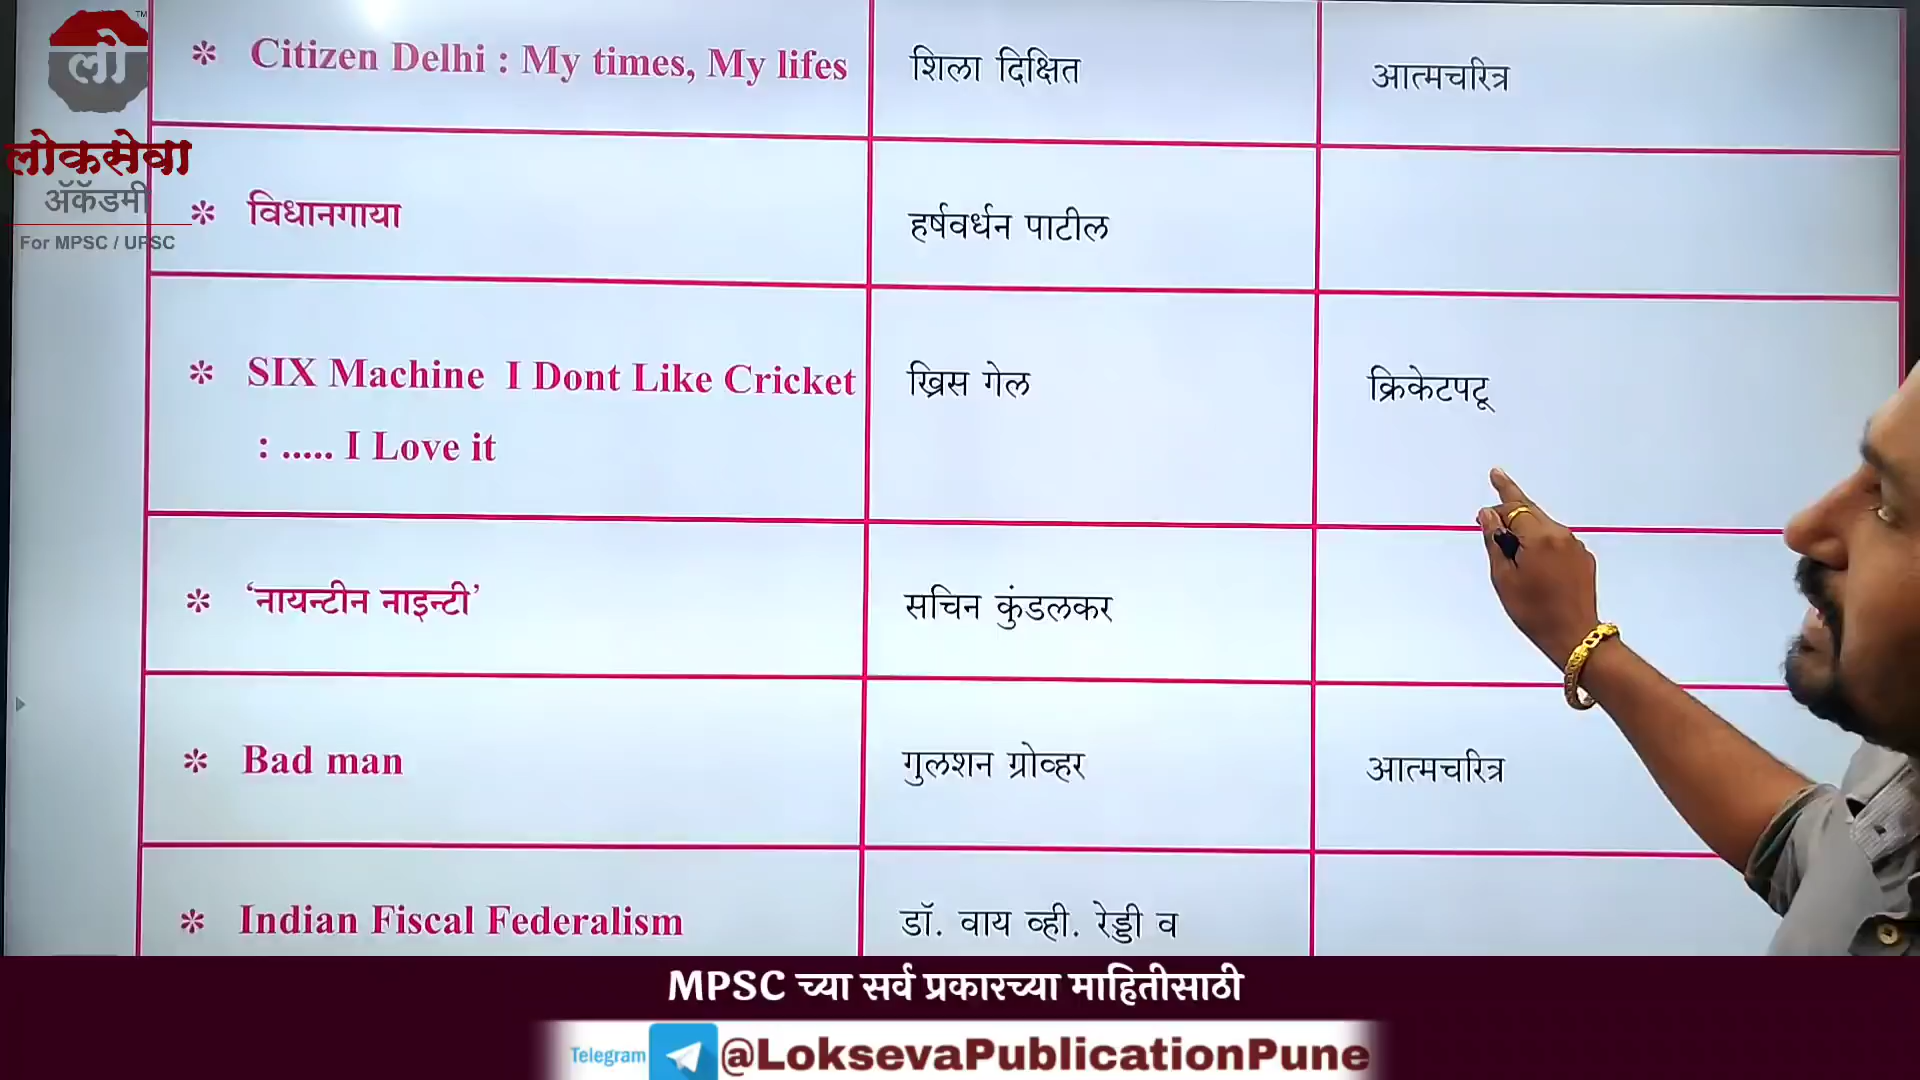 लो
TM
लोकसेवा
ॲकॅडमी
For MPSC / UPSC
* Citizen Delhi : My times, My lifes
शिला दिक्षित
आत्मचरित्र
* विधानगाया
हर्षवर्धन पाटील
* SIX Machine I Dont Like Cricket
: ..... I Love it
ख्रिस गेल
क्रिकेटपटू
* ‘नायन्टीन नाइन्टी’
सचिन कुंडलकर
* Bad man
गुलशन ग्रोव्हर
आत्मचरित्र
* Indian Fiscal Federalism
डॉ. वाय व्ही. रेड्डी व
MPSC च्या सर्व प्रकारच्या माहितीसाठी
Telegram @LoksevaPublicationPune